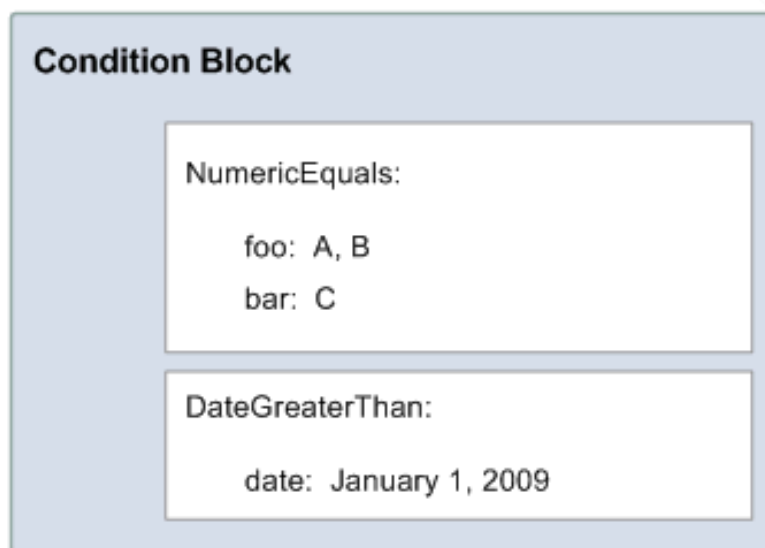 Condition Block
NumericEquals:
foo: A, B
bar: C
DateGreaterThan:
date: January 1, 2009